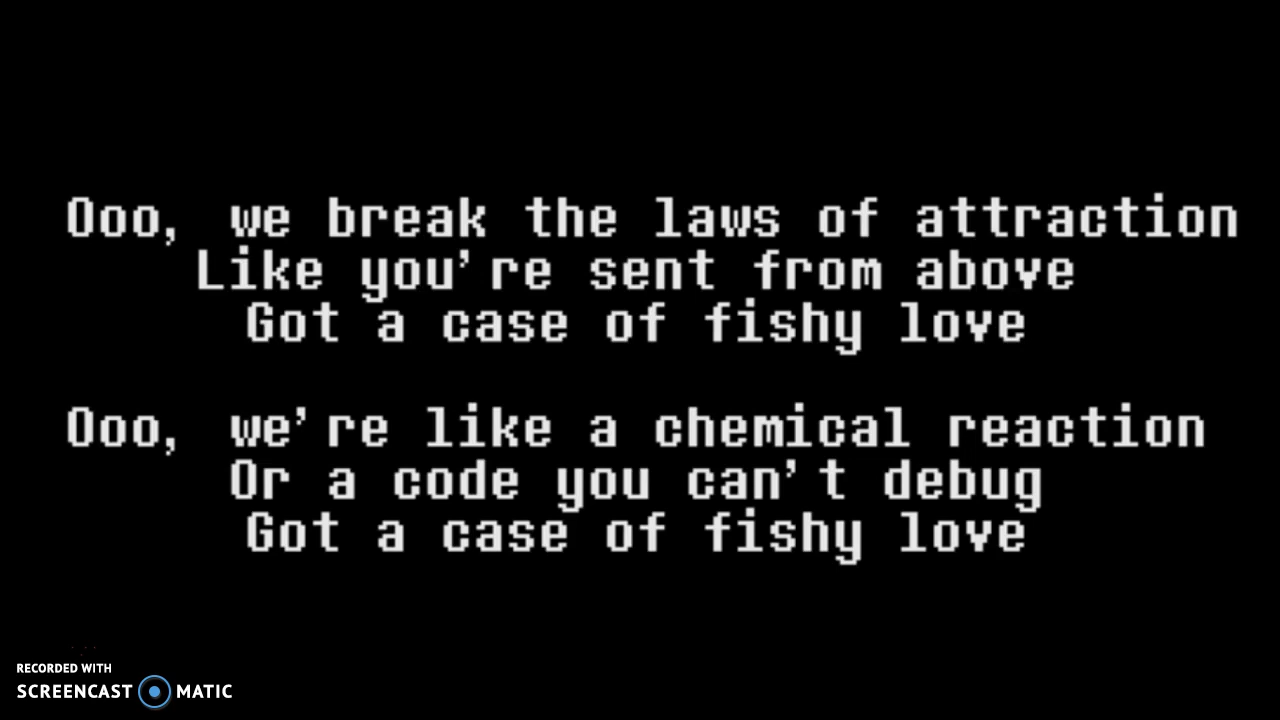 Ooo, we break the laws of attraction
Like you're sent from above
Got a case of fishy love
Ooo, we're like a chemical reaction
Or a code you can't debug
Got a case of fishy love
RECORDED WITH
SCREENCAST MATIC